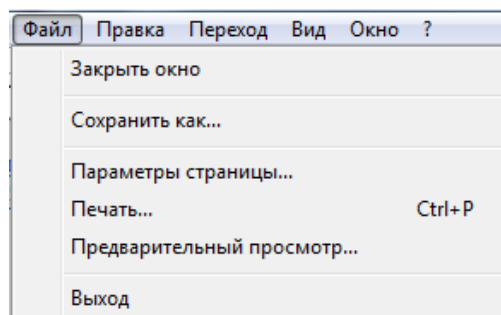 Файл Правка Переход Вид Окно ?
Закрыть окно
Сохранить как...
Параметры страницы...
Печать... Ctrl+P
Предварительный просмотр...
Выход